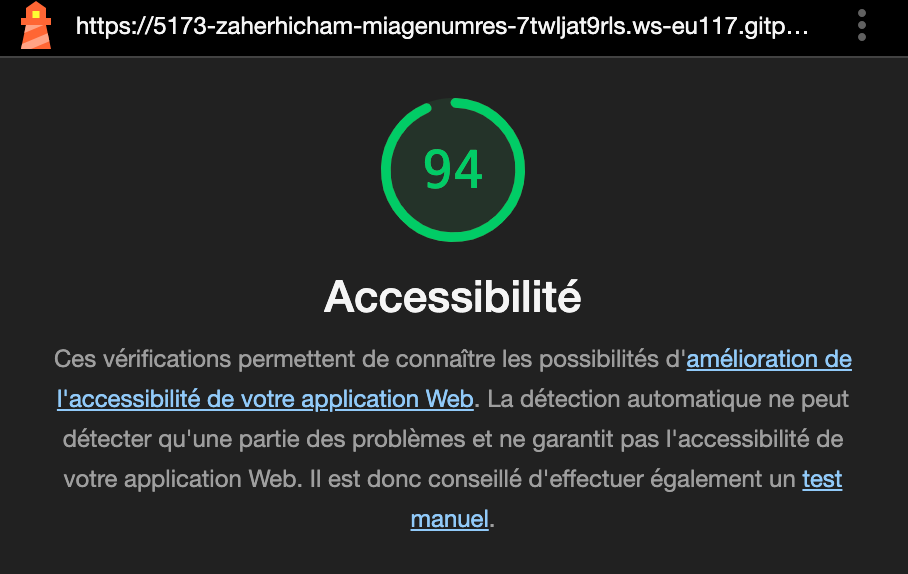 https://5173-zaherhicham-miagenumres-7twljat9rls.ws-eu117.gitp…
94
Accessibilité
Ces vérifications permettent de connaître les possibilités d'amélioration de
l'accessibilité de votre application Web. La détection automatique ne peut
détecter qu'une partie des problèmes et ne garantit pas l'accessibilité de
votre application Web. Il est donc conseillé d'effectuer également un test
manuel.